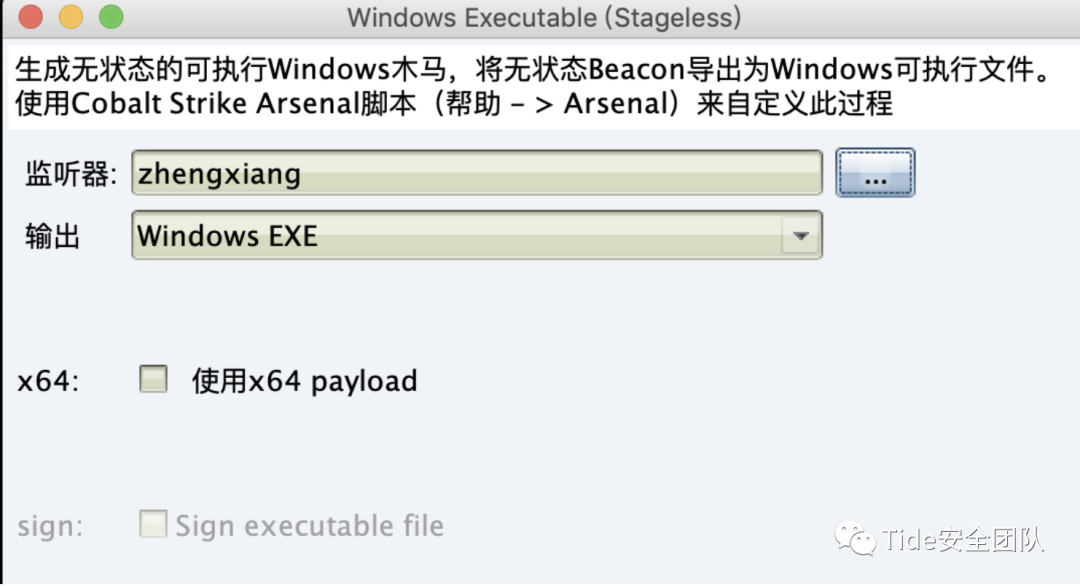 Windows Executable (Stageless)
生成无状态的可执行Windows木马，将无状态Beacon导出为Windows可执行文件。
使用Cobalt Strike Arsenal脚本（帮助 - > Arsenal）来自定义此过程
监听器: zhengxiang ...
输出 Windows EXE
x64: 使用x64 payload
sign: Sign executable file
Tide安全团队